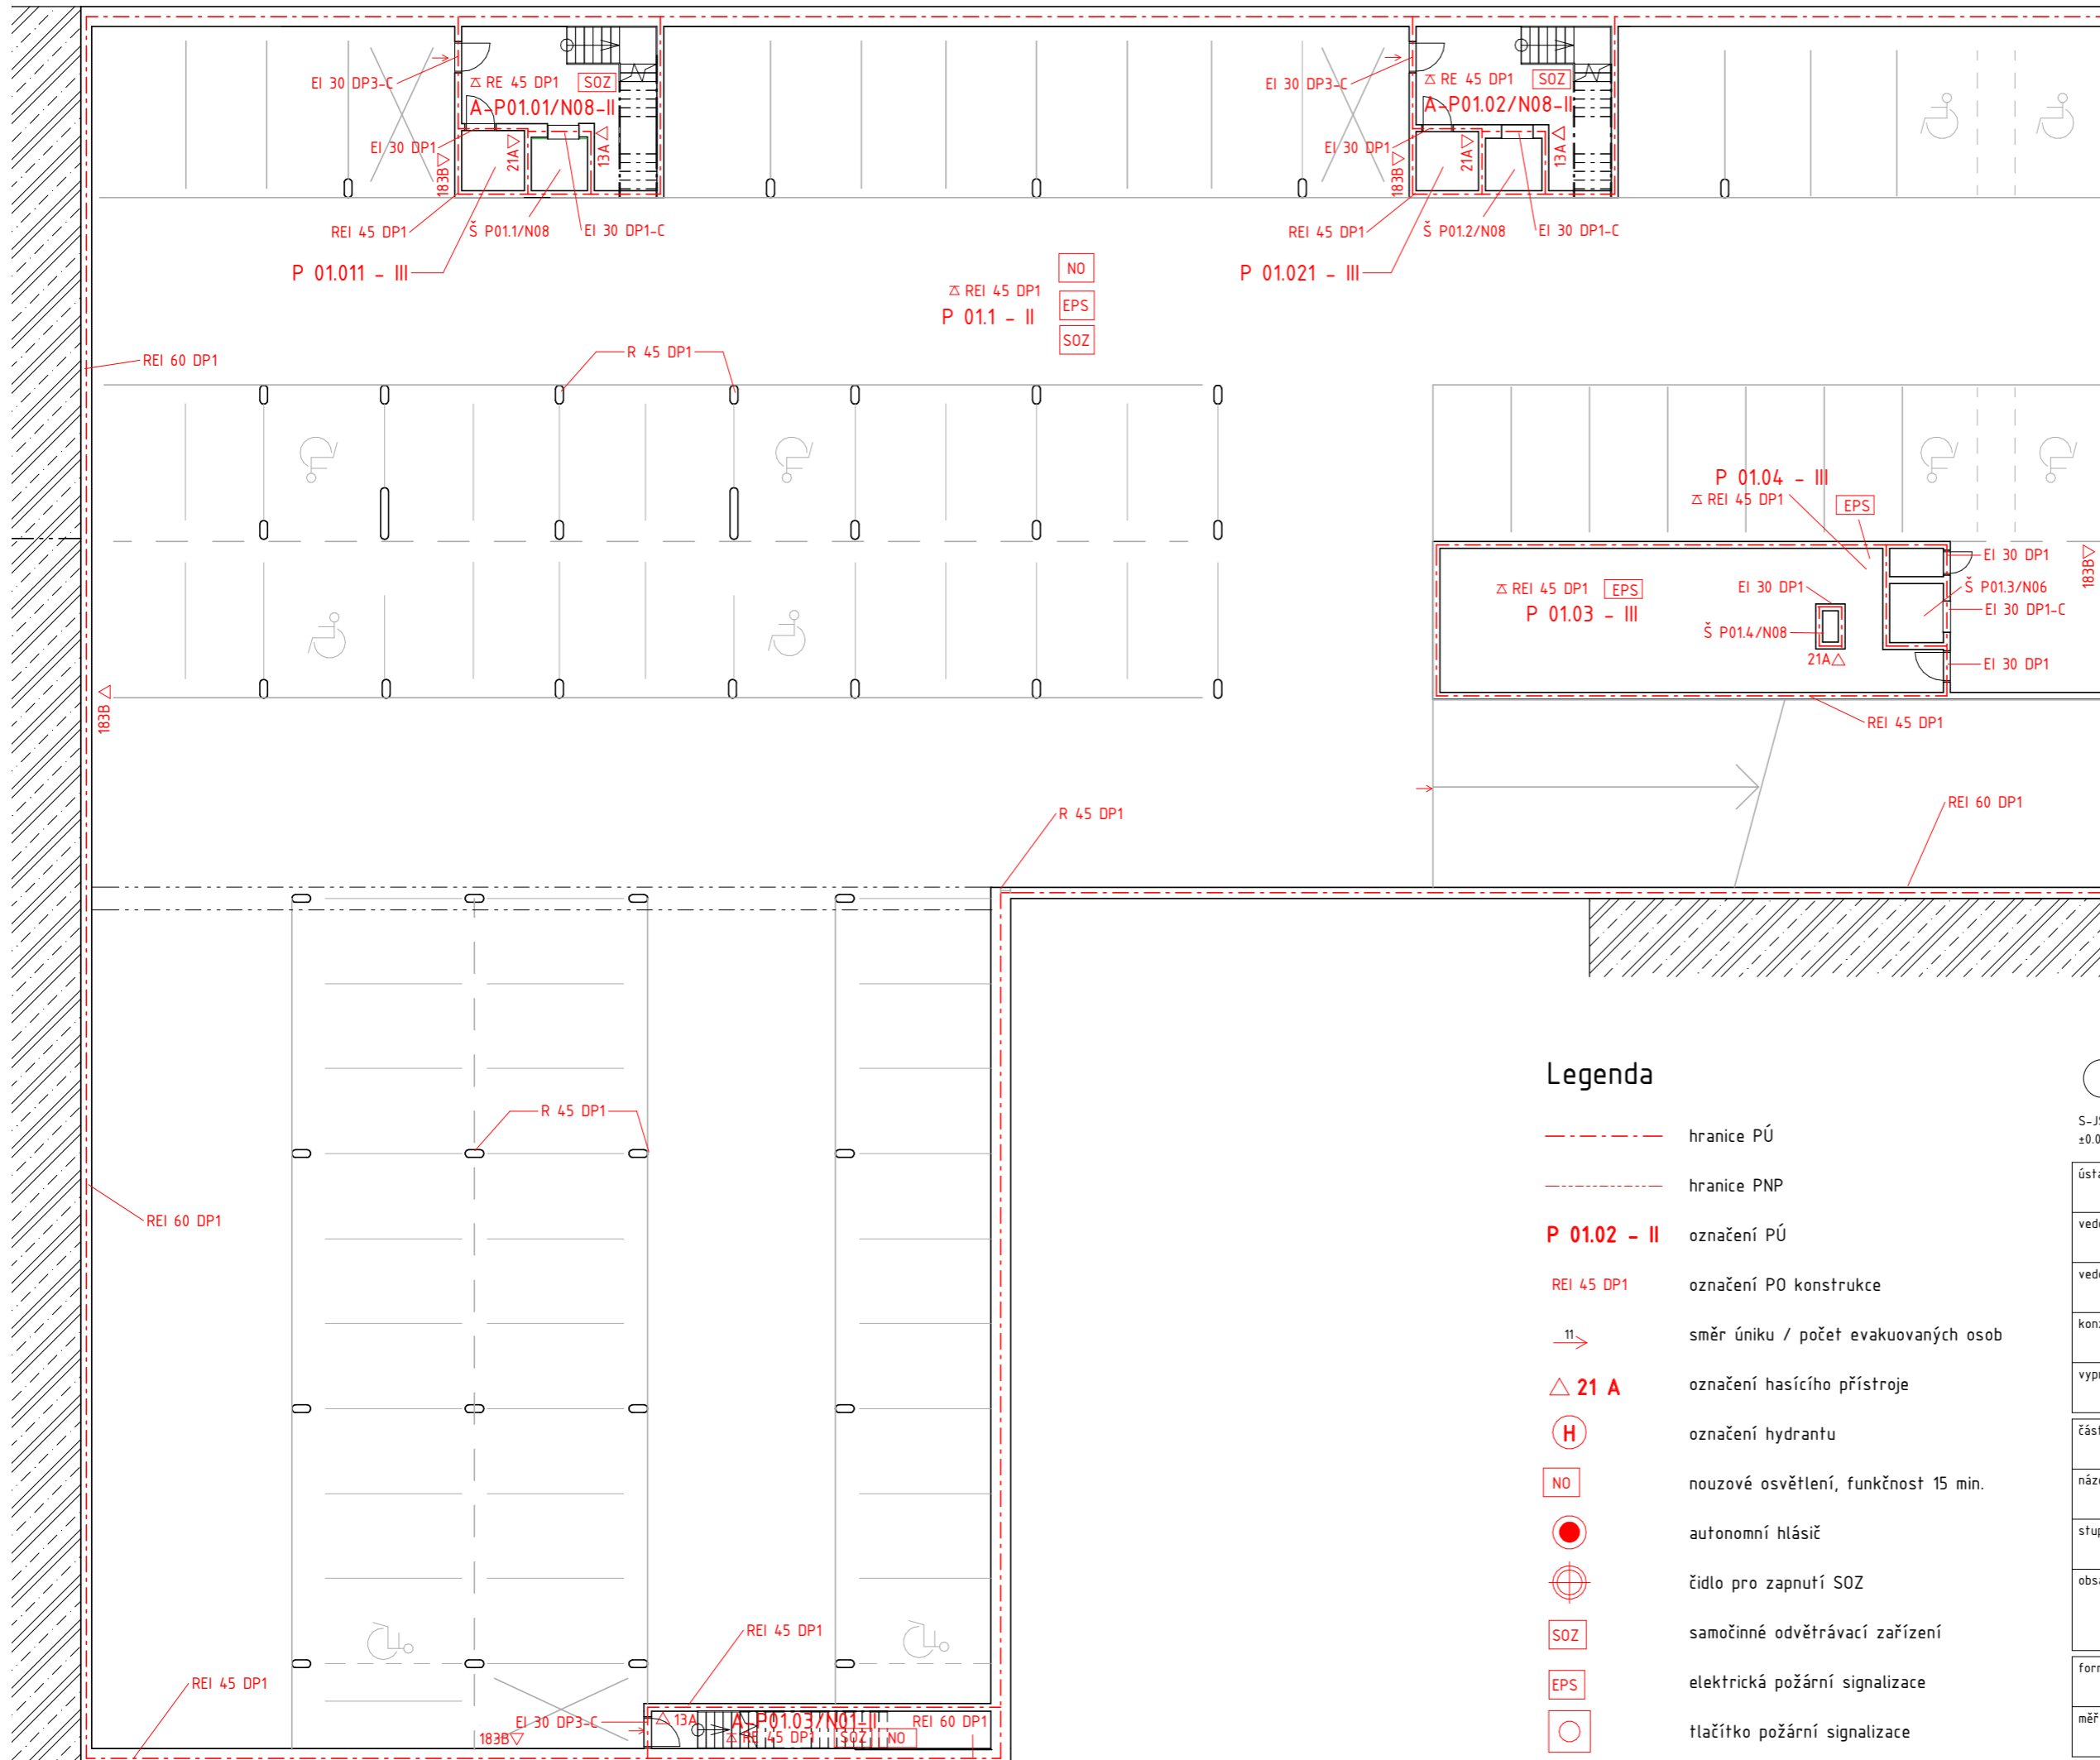 EI 30 DP3-C
RE 45 DP1 SOZ
A-P01.01/N08-II
EI 30 DP1
183B
21A
13A
REI 45 DP1
Š P01.1/N08
EI 30 DP1-C
P 01.011 - III
EI 30 DP3-C
RE 45 DP1 SOZ
A-P01.02/N08-II
EI 30 DP1
183B
21A
13A
REI 45 DP1
Š P01.2/N08
EI 30 DP1-C
P 01.021 - III
NO
REI 45 DP1
EPS
P 01.1 - II
SOZ
REI 60 DP1
R 45 DP1
P 01.04 - III
REI 45 DP1
EPS
EI 30 DP1
183B
REI 45 DP1 EPS
P 01.03 - III
EI 30 DP1
Š P01.3/N06
EI 30 DP1-C
Š P01.4/N08
21A
EI 30 DP1
183B
REI 45 DP1
REI 60 DP1
R 45 DP1
R 45 DP1
REI 60 DP1
REI 45 DP1
REI 45 DP1
EI 30 DP3-C
13A
A-P01.03/N01-II
REI 60 DP1
183B
RE 45 DP1 SOZ NO
Legenda
hranice PÚ
hranice PNP
P 01.02 - II označení PÚ
REI 45 DP1 označení PO konstrukce
11 směr úniku / počet evakuovaných osob
21 A označení hasícího přístroje
H označení hydrantu
NO nouzové osvětlení, funkčnost 15 min.
autonomní hlásič
čidlo pro zapnutí SOZ
SOZ samočinné odvětrávací zařízení
EPS elektrická požární signalizace
tlačítko požární signalizace